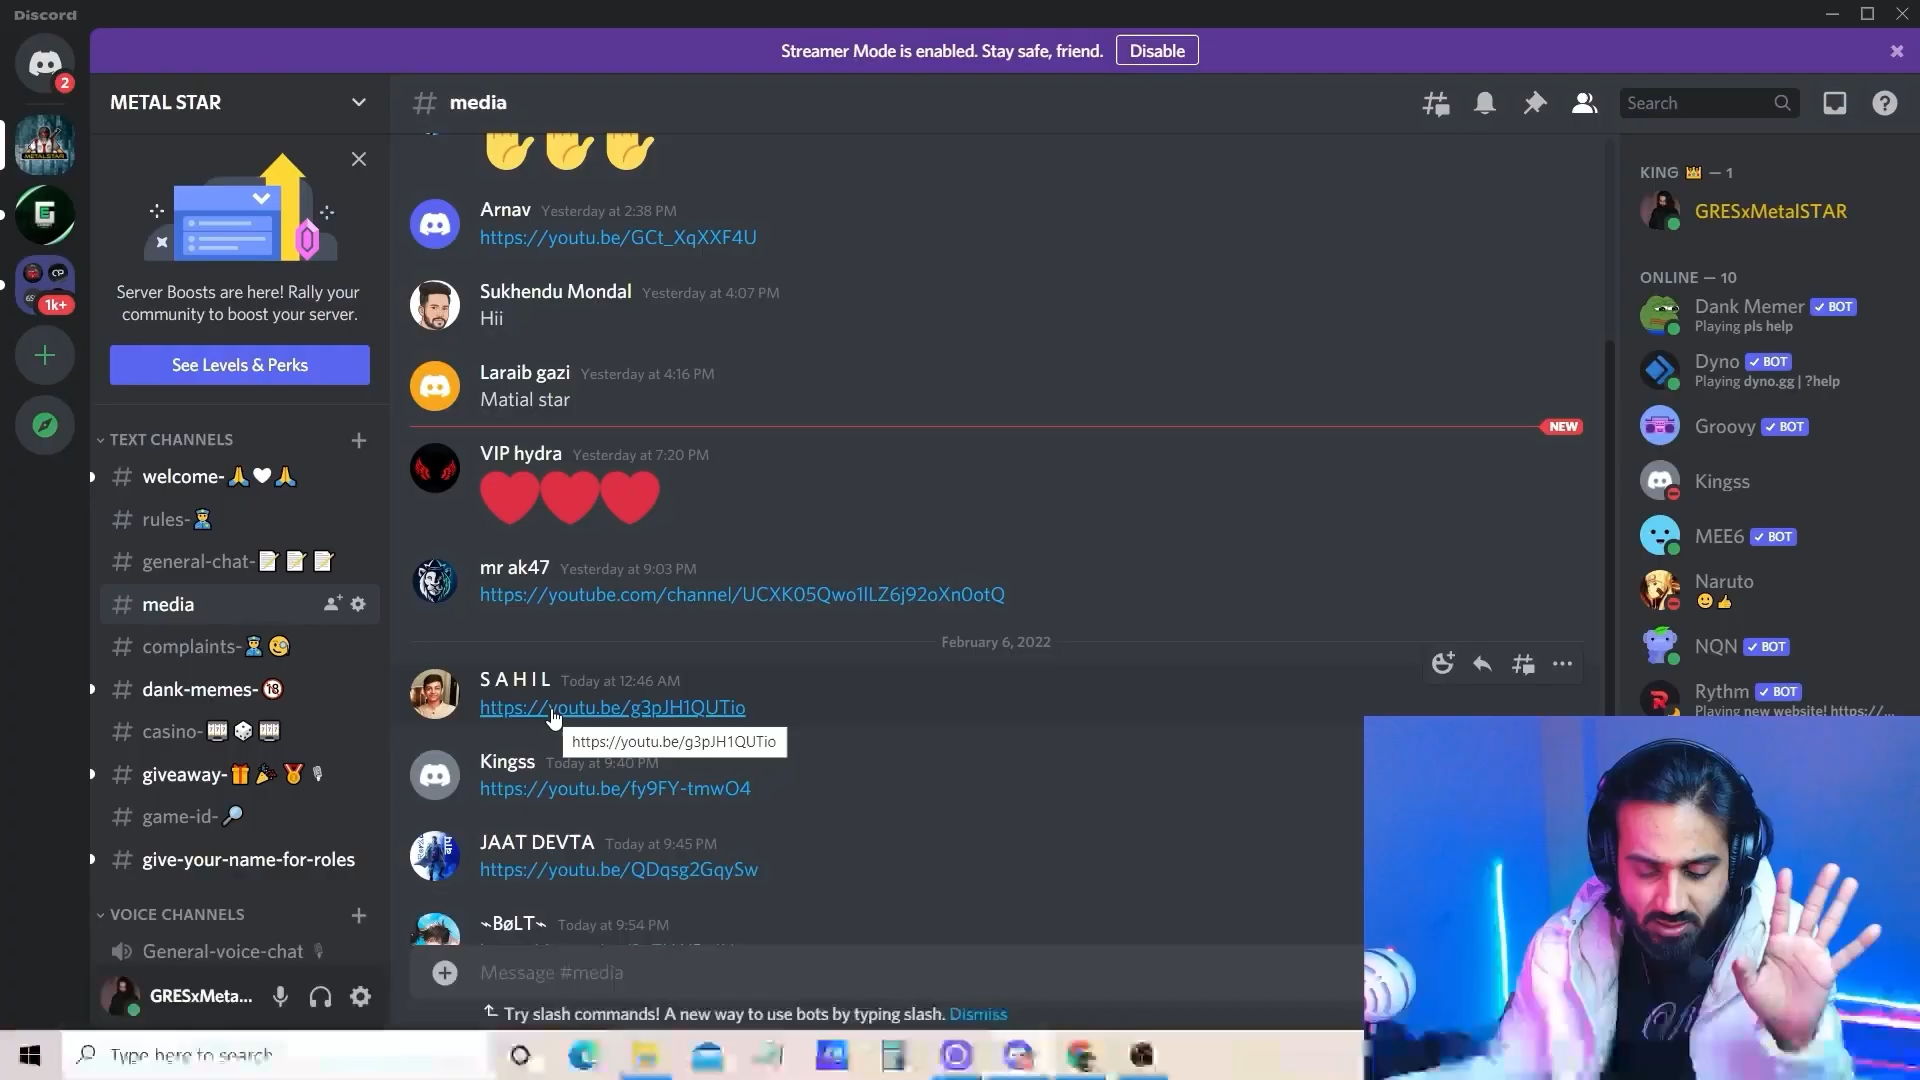 Discord
2
Streamer Mode is enabled. Stay safe, friend.
Disable
METAL STAR
media
Search
METALSTAR
Arnav Yesterday at 2:38 PM
https://youtu.be/GCt_XqXXF4U
Sukhendu Mondal Yesterday at 4:07 PM
Hii
Laraib gazi Yesterday at 4:16 PM
Matial star
NEW
VIP hydra Yesterday at 7:20 PM
mr ak47 Yesterday at 9:03 PM
https://youtube.com/channel/UCXK05Qwo1lLZ6j92oXn0otQ
February 6, 2022
S A H I L Today at 12:46 AM
https://youtu.be/g3pJH1QUTio
https://youtu.be/g3pJH1QUTio
Kingss Today at 9:40 PM
https://youtu.be/fy9FY-tmwO4
JAAT DEVTA Today at 9:45 PM
https://youtu.be/QDqsg2GqySw
~BøLT~ Today at 9:54 PM
Message #media
Try slash commands! A new way to use bots by typing slash. Dismiss
CP
1k+
Server Boosts are here! Rally your
community to boost your server.
See Levels & Perks
TEXT CHANNELS
welcome-🙏🤍🙏
rules-👮
general-chat-📝📝📝
media
complaints-👮🧐
dank-memes-🔞
casino-🎰🎲🎰
giveaway-🎁🎉🏅🎙
game-id-🔎
give-your-name-for-roles
VOICE CHANNELS
General-voice-chat
GRESxMeta...
KING 👑 — 1
GRESxMetalSTAR
ONLINE — 10
Dank Memer BOT
Playing pls help
Dyno BOT
Playing dyno.gg | ?help
Groovy BOT
Kingss
MEE6 BOT
Naruto
NQN BOT
Rythm BOT
Playing new website! https://...
Type here to search